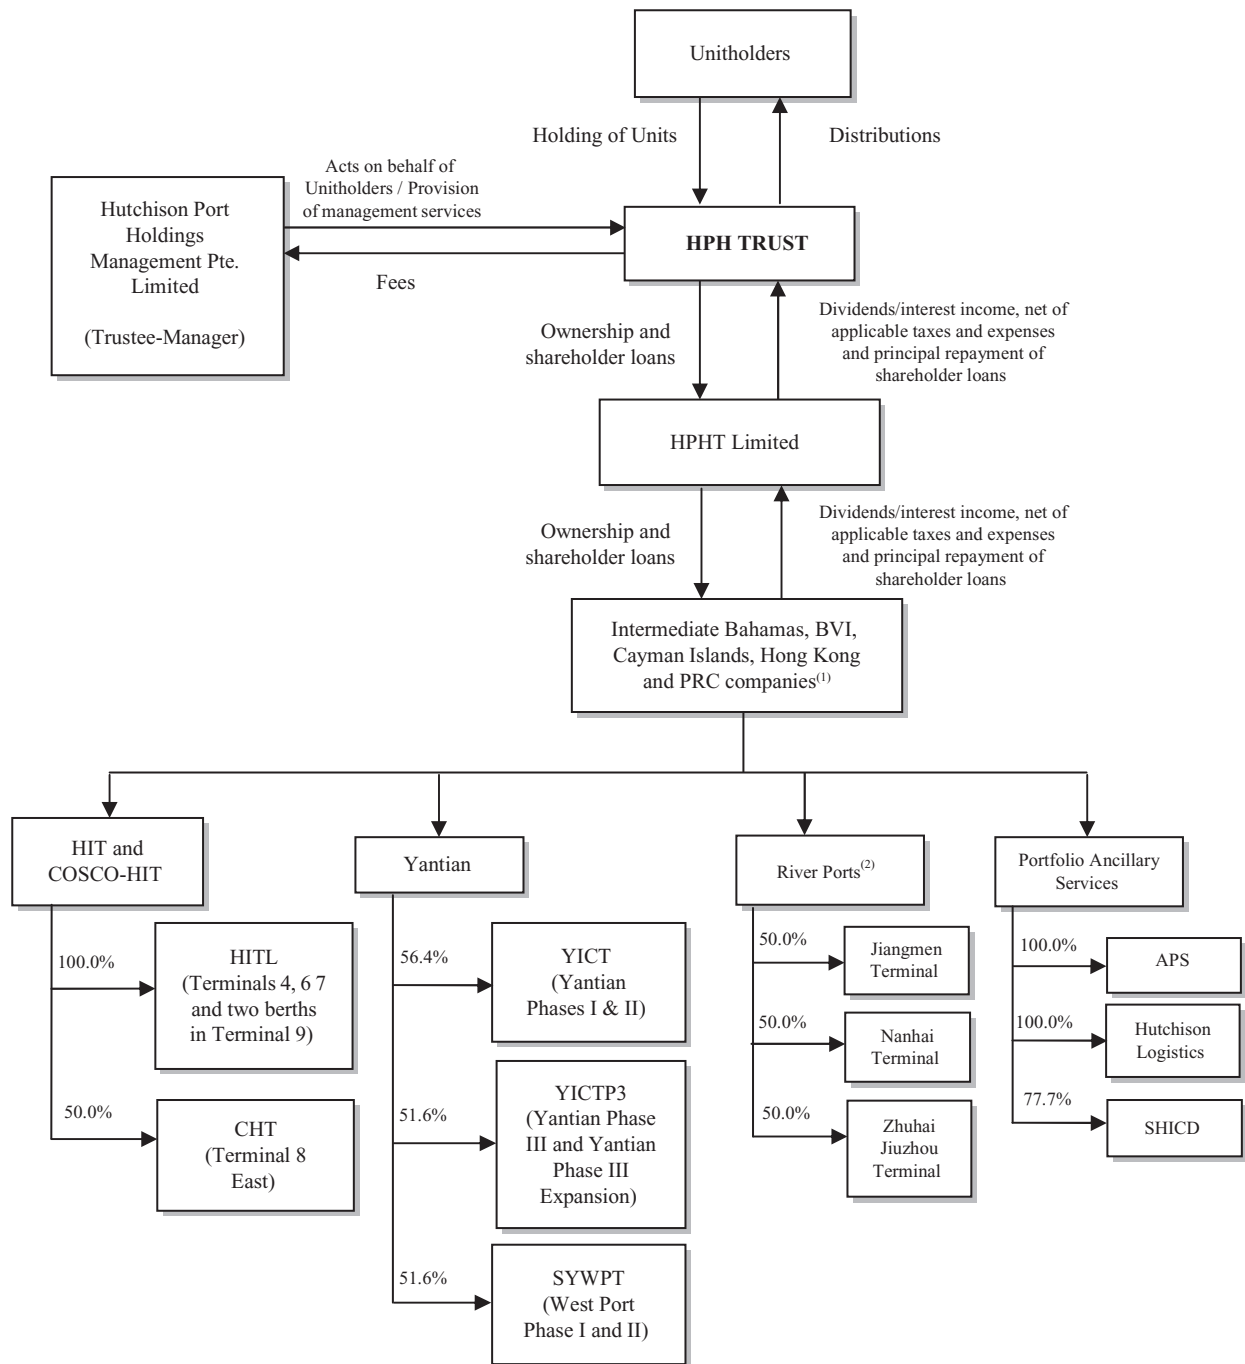 Unitholders
Holding of Units
Distributions
Acts on behalf of
Unitholders / Provision
of management services
Hutchison Port
Holdings
Management Pte.
Limited
(Trustee-Manager)
HPH TRUST
Fees
Ownership and
shareholder loans
Dividends/interest income, net of
applicable taxes and expenses
and principal repayment of
shareholder loans
HPHT Limited
Ownership and
shareholder loans
Dividends/interest income, net of
applicable taxes and expenses
and principal repayment of
shareholder loans
Intermediate Bahamas, BVI,
Cayman Islands, Hong Kong
and PRC companies(1)
HIT and
COSCO-HIT
100.0%
HITL
(Terminals 4, 6 7
and two berths
in Terminal 9)
50.0%
CHT
(Terminal 8
East)
Yantian
56.4%
YICT
(Yantian
Phases I & II)
51.6%
YICTP3
(Yantian Phase
III and Yantian
Phase III
Expansion)
51.6%
SYWPT
(West Port
Phase I and II)
River Ports(2)
50.0%
Jiangmen
Terminal
50.0%
Nanhai
Terminal
50.0%
Zhuhai
Jiuzhou
Terminal
Portfolio Ancillary
Services
100.0%
APS
100.0%
Hutchison
Logistics
77.7%
SHICD